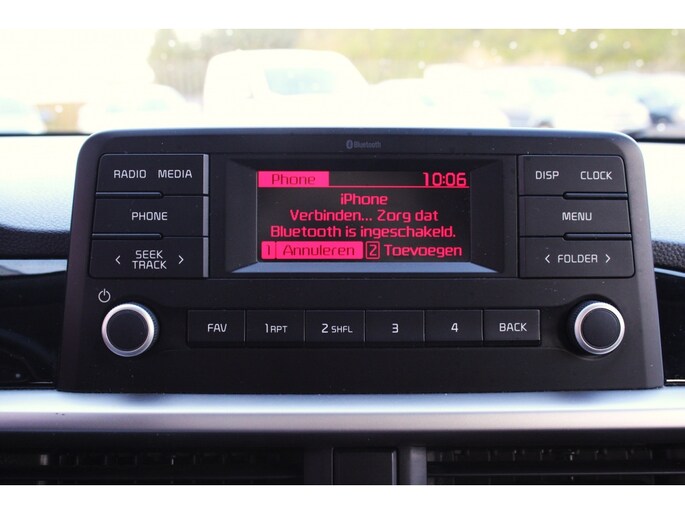 Bluetooth
RADIO MEDIA
PHONE
< SEEK TRACK >
Phone 10:06
iPhone
Verbinden... Zorg dat
Bluetooth is ingeschakeld.
1 Annuleren 2 Toevoegen
DISP CLOCK
MENU
< FOLDER >
FAV 1 RPT 2 SHFL 3 4 BACK